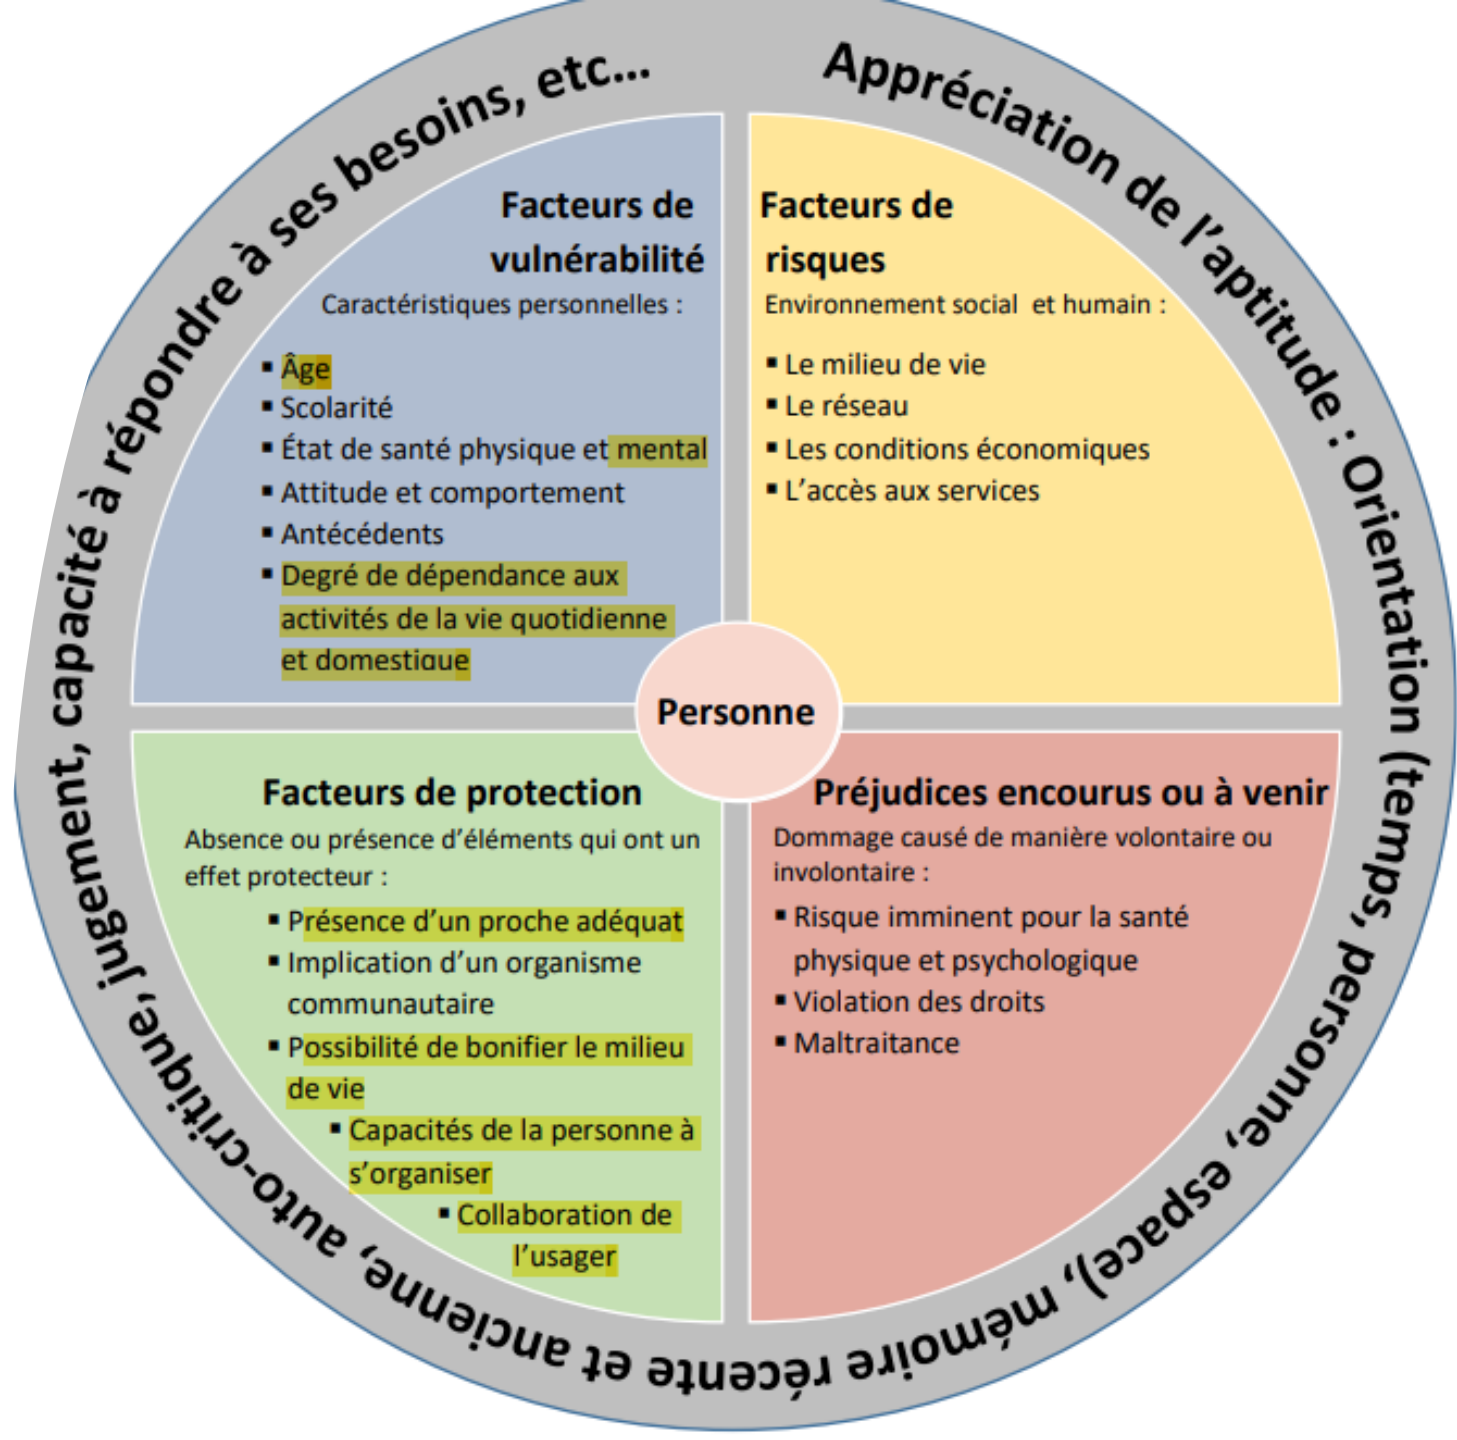 Appréciation de l'aptitude : Orientation (temps, personne, espace), mémoire récente et ancienne, auto-critique, jugement, capacité à répondre à ses besoins, etc...
Facteurs de
vulnérabilité
Caractéristiques personnelles :
▪ Âge
▪ Scolarité
▪ État de santé physique et mental
▪ Attitude et comportement
▪ Antécédents
▪ Degré de dépendance aux
activités de la vie quotidienne
et domestique
Facteurs de
risques
Environnement social et humain :
▪ Le milieu de vie
▪ Le réseau
▪ Les conditions économiques
▪ L'accès aux services
Personne
Facteurs de protection
Absence ou présence d'éléments qui ont un
effet protecteur :
▪ Présence d'un proche adéquat
▪ Implication d'un organisme
communautaire
▪ Possibilité de bonifier le milieu
de vie
▪ Capacités de la personne à
s'organiser
▪ Collaboration de
l'usager
Préjudices encourus ou à venir
Dommage causé de manière volontaire ou
involontaire :
▪ Risque imminent pour la santé
physique et psychologique
▪ Violation des droits
▪ Maltraitance